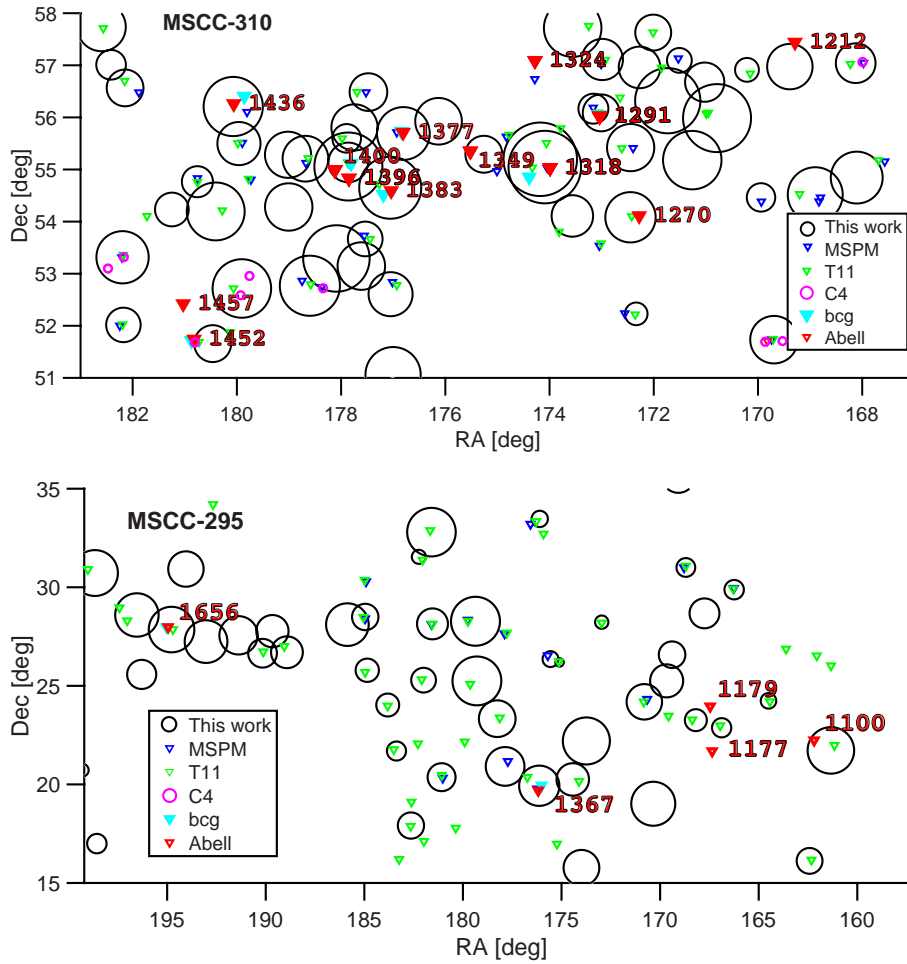 MSCC-310
58
57
56
55
54
53
52
51
Dec [deg]
1212
1324
1436
1291
1377
1400
1349
1396
1318
1383
1270
1457
1452
This work
MSPM
T11
C4
bcg
Abell
182 180 178 176 174 172 170 168
RA [deg]
MSCC-295
35
30
25
20
15
Dec [deg]
1656
1179
1100
1177
1367
This work
MSPM
T11
C4
bcg
Abell
195 190 185 180 175 170 165 160
RA [deg]